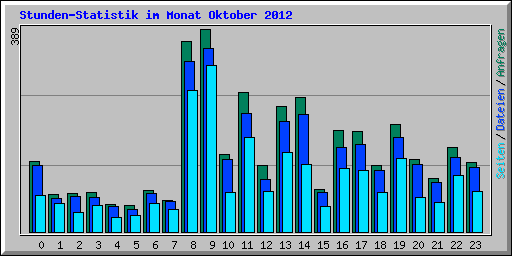 Stunden-Statistik im Monat Oktober 2012
389
Seiten/Dateien/Anfragen
0 1 2 3 4 5 6 7 8 9 10 11 12 13 14 15 16 17 18 19 20 21 22 23